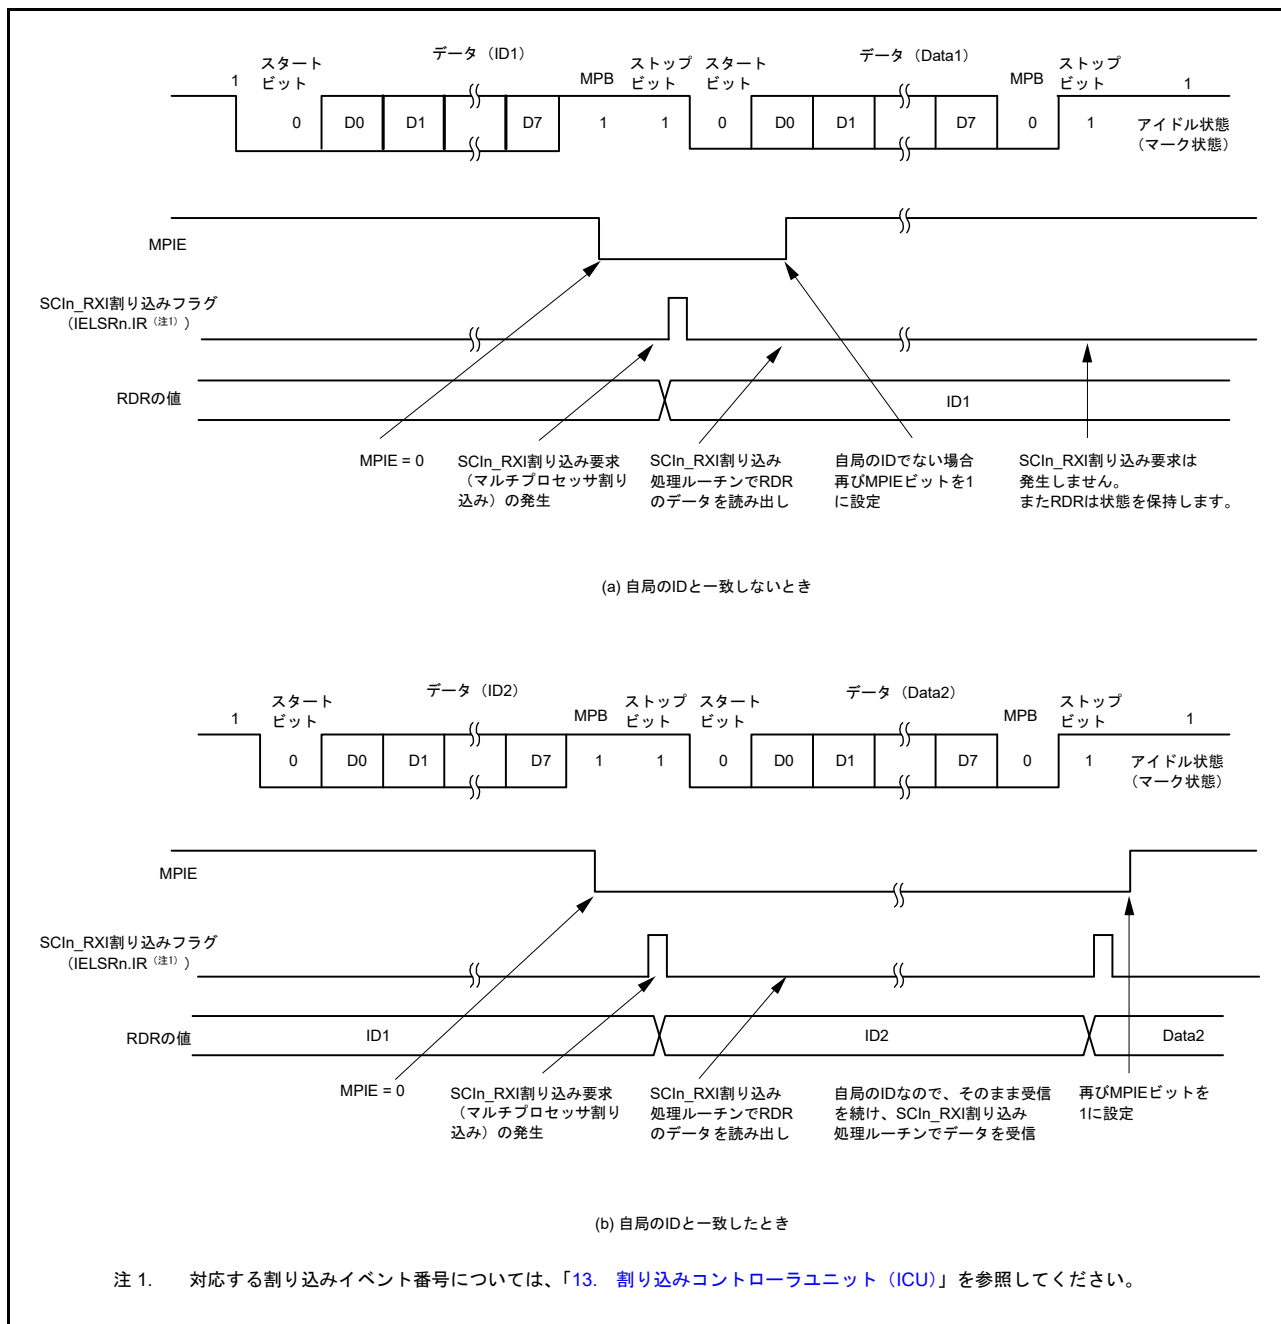 データ（ID1）
データ（Data1）
1
スタート
ビット
MPB
ストップ
ビット
スタート
ビット
MPB
ストップ
ビット
1
0
D0
D1
D7
1
1
0
D0
D1
D7
0
1
アイドル状態
（マーク状態）
MPIE
SCIn_RXI割り込みフラグ
（IELSRn.IR（注1））
RDRの値
ID1
MPIE = 0
SCIn_RXI割り込み要求
（マルチプロセッサ割り
込み）の発生
SCIn_RXI割り込み
処理ルーチンでRDR
のデータを読み出し
自局のIDでない場合
再びMPIEビットを1
に設定
SCIn_RXI割り込み要求は
発生しません。
またRDRは状態を保持します。
(a) 自局のIDと一致しないとき
データ（ID2）
データ（Data2）
1
スタート
ビット
MPB
ストップ
ビット
スタート
ビット
MPB
ストップ
ビット
1
0
D0
D1
D7
1
1
0
D0
D1
D7
0
1
アイドル状態
（マーク状態）
MPIE
SCIn_RXI割り込みフラグ
（IELSRn.IR（注1））
RDRの値
ID1
ID2
Data2
MPIE = 0
SCIn_RXI割り込み要求
（マルチプロセッサ割り
込み）の発生
SCIn_RXI割り込み
処理ルーチンでRDR
のデータを読み出し
自局のIDなので、そのまま受信
を続け、SCIn_RXI割り込み
処理ルーチンでデータを受信
再びMPIEビットを
1に設定
(b) 自局のIDと一致したとき
注 1. 対応する割り込みイベント番号については、「13. 割り込みコントローラユニット（ICU）」を参照してください。